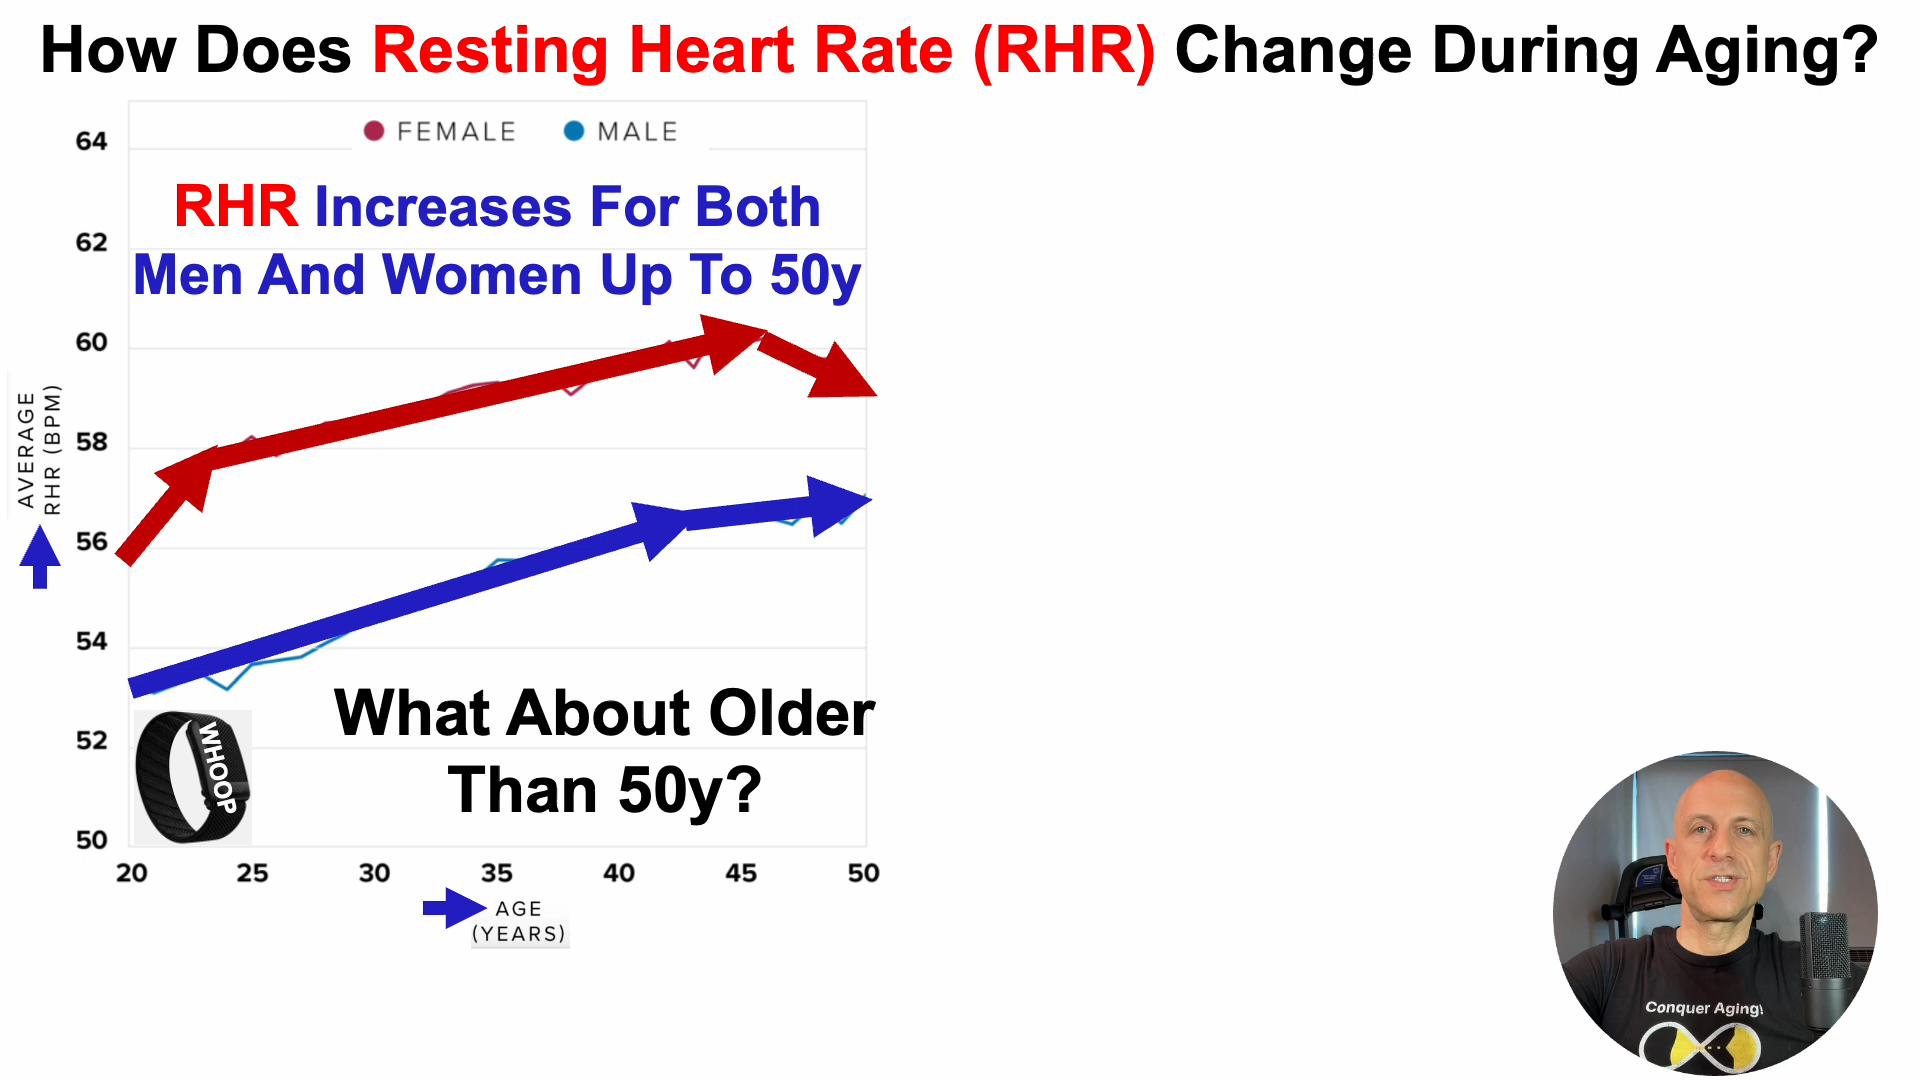 How Does Resting Heart Rate (RHR) Change During Aging?
FEMALE MALE
64
RHR Increases For Both
62
Men And Women Up To 50y
60
58
AVERAGE
RHR (BPM)
56
54
What About Older
52
Than 50y?
WHOOP
50
20 25 30 35 40 45 50
AGE
(YEARS)
Conquer Aging!